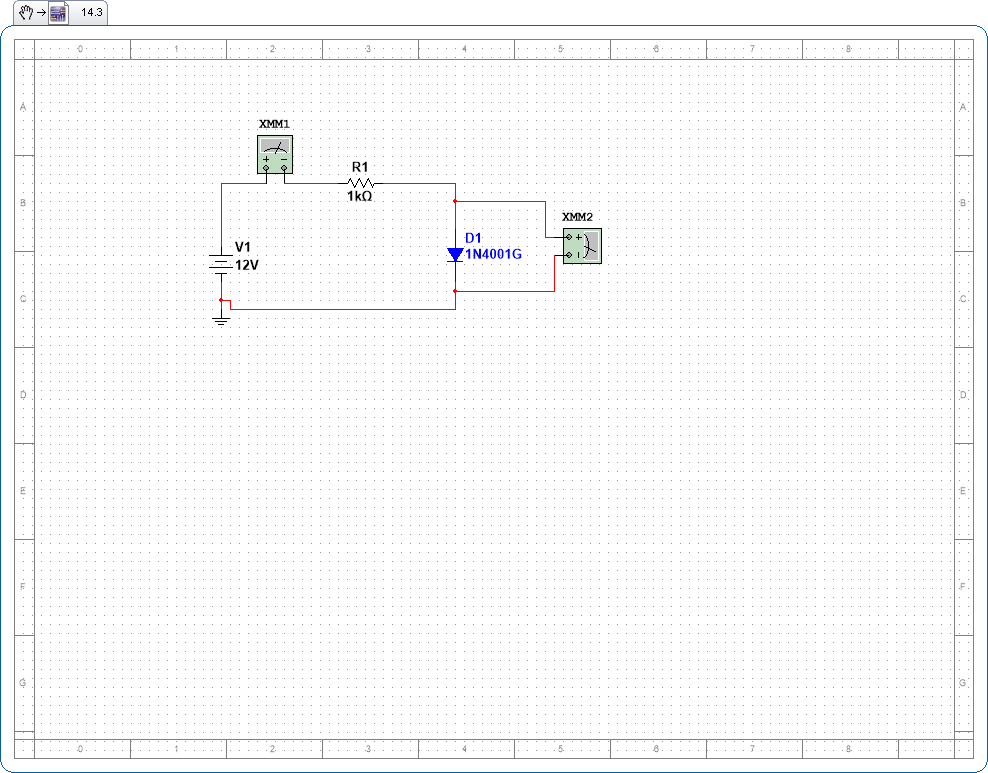 14.3
0 1 2 3 4 5 6 7 8
A A
XMM1
+ −
R1
1kΩ
B B
XMM2
+
−
D1
1N4001G
V1
12V
C C
D D
E E
F F
G G
0 1 2 3 4 5 6 7 8